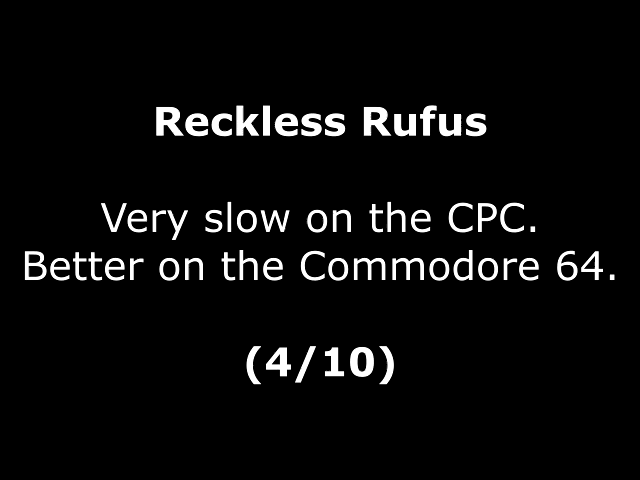 Reckless Rufus
Very slow on the CPC.
Better on the Commodore 64.
(4/10)